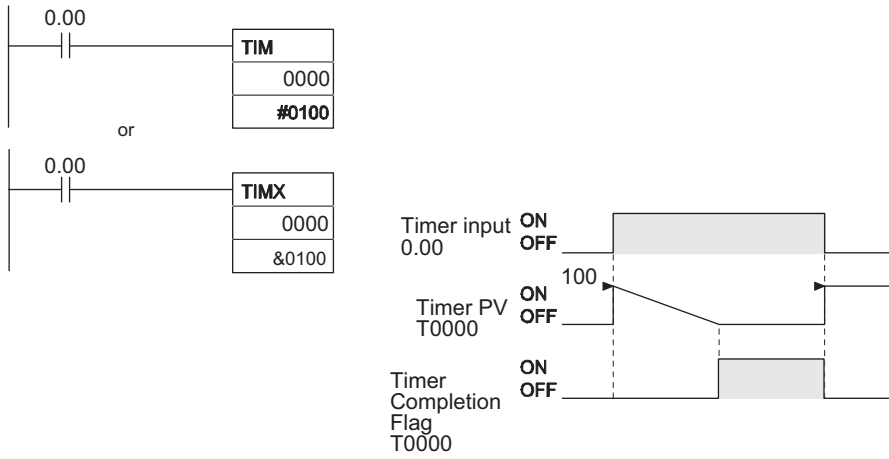 0.00
TIM
0000
#0100
or
0.00
TIMX
0000
&0100
Timer input
0.00
ON
OFF
100
Timer PV
T0000
ON
OFF
Timer
Completion
Flag
T0000
ON
OFF